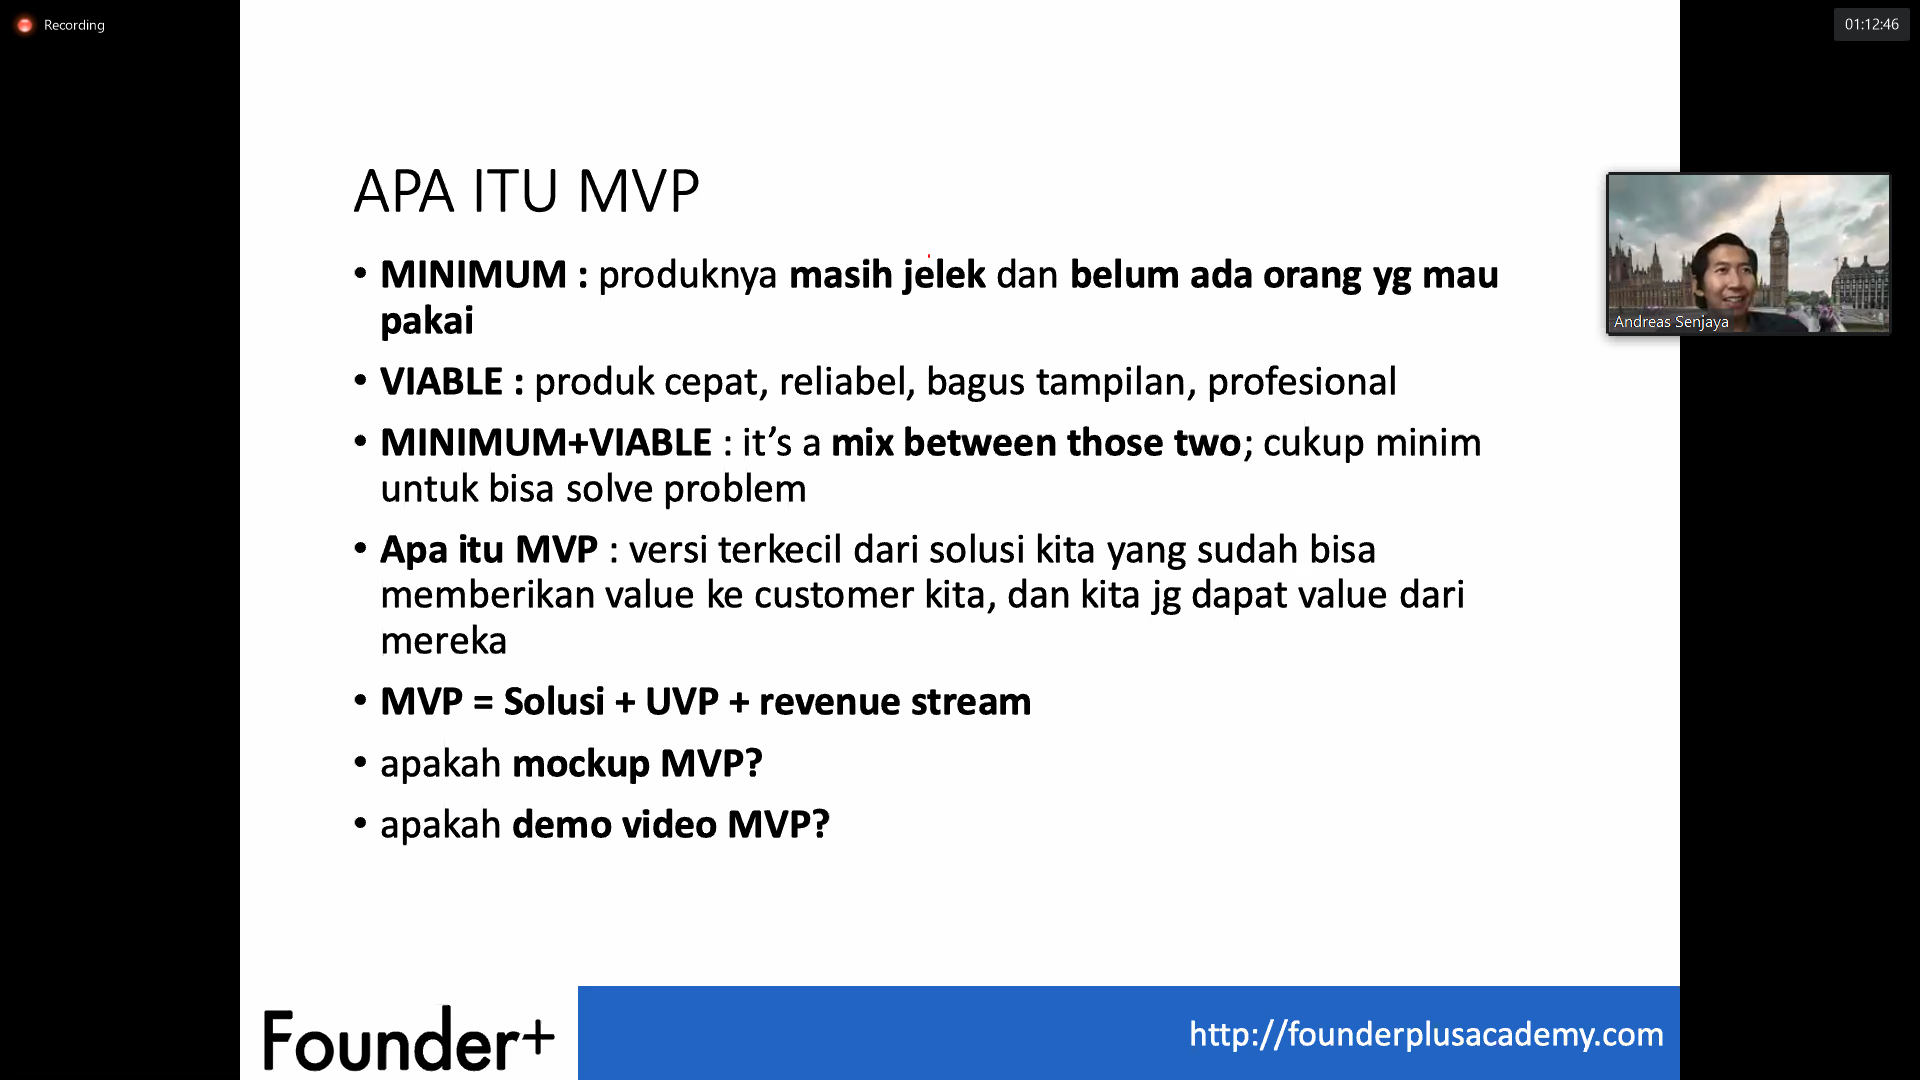 Recording
01:12:46
APA ITU MVP
• MINIMUM : produknya masih jelek dan belum ada orang yg mau
pakai
• VIABLE : produk cepat, reliabel, bagus tampilan, profesional
• MINIMUM+VIABLE : it’s a mix between those two; cukup minim
untuk bisa solve problem
• Apa itu MVP : versi terkecil dari solusi kita yang sudah bisa
memberikan value ke customer kita, dan kita jg dapat value dari
mereka
• MVP = Solusi + UVP + revenue stream
• apakah mockup MVP?
• apakah demo video MVP?
Andreas Senjaya
Founder+
http://founderplusacademy.com